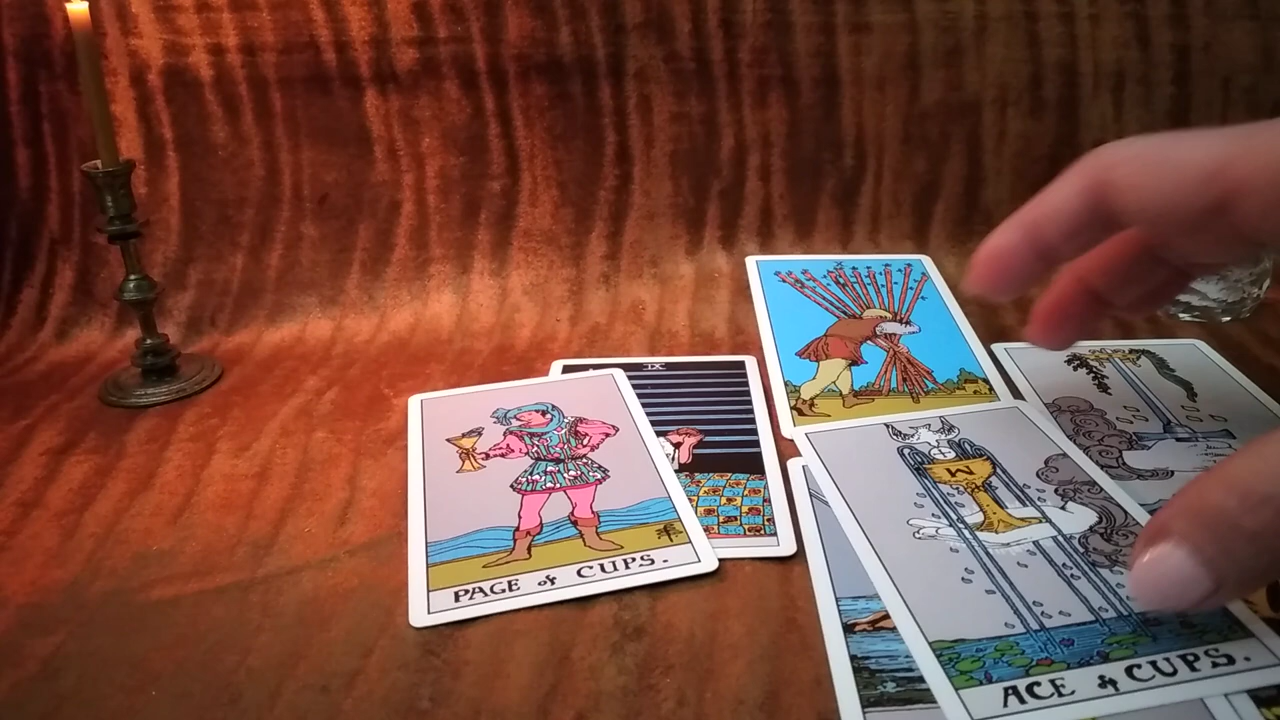 X
IX
PAGE of CUPS.
W
ACE of CUPS.